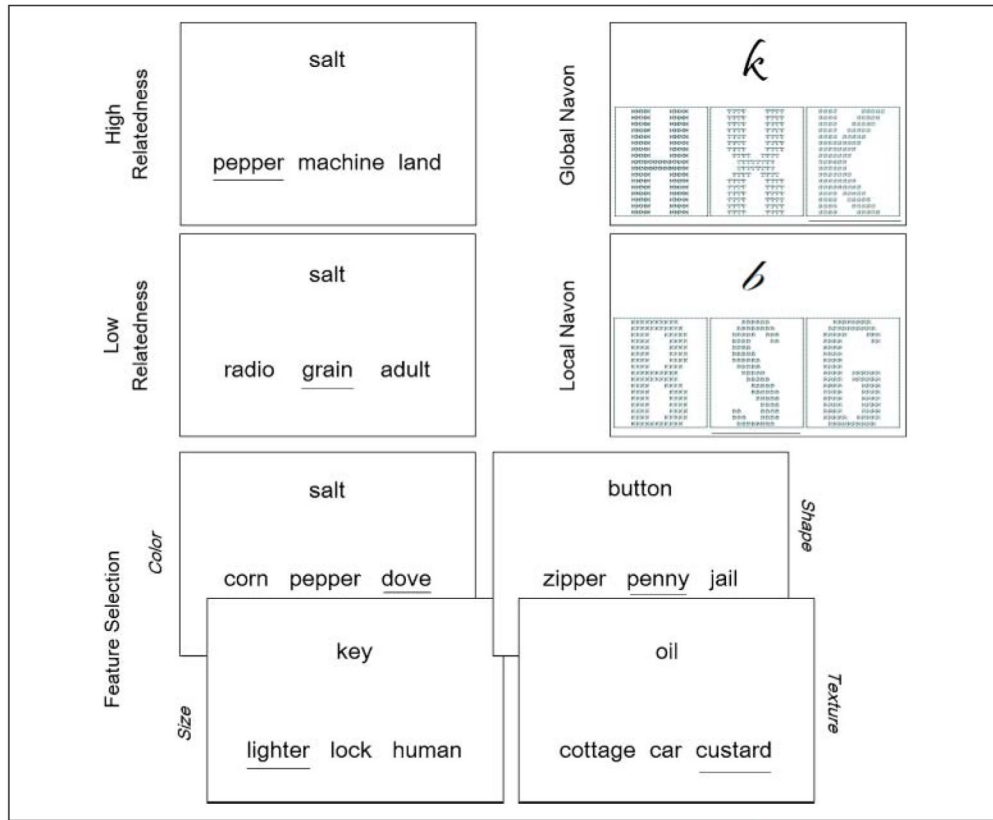 High
Relatedness
salt
pepper machine land
Global Navon
k
Low
Relatedness
salt
radio grain adult
Local Navon
b
Feature Selection
Color
salt
corn pepper dove
Shape
button
zipper penny jail
Size
key
lighter lock human
Texture
oil
cottage car custard